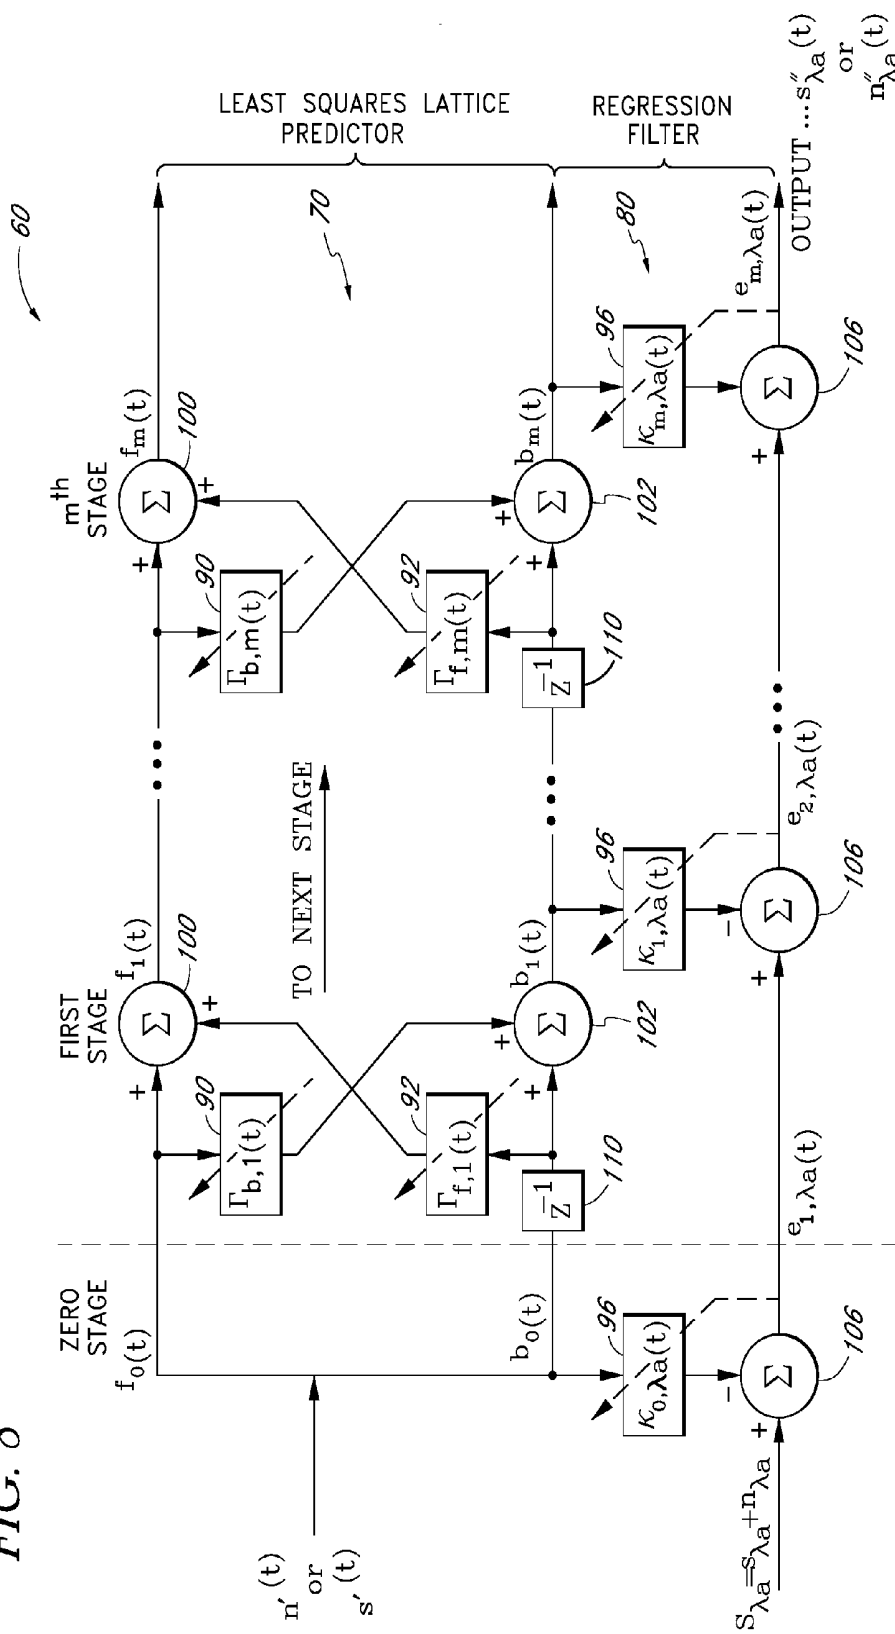 FIG. 8
60
LEAST SQUARES LATTICE
PREDICTOR
REGRESSION
FILTER
70
80
ZERO
STAGE
FIRST
STAGE
mᵗʰ
STAGE
f₀(t)
f₁(t)
fₘ(t)
+
Σ
100
+
+
Σ
100
+
90
Γb,1(t)
90
Γb,m(t)
n′(t)
or
s′(t)
TO NEXT STAGE
92
Γf,1(t)
92
Γf,m(t)
b₀(t)
b₁(t)
bₘ(t)
Z⁻¹
110
+
+
Σ
102
Z⁻¹
110
+
+
Σ
102
96
κ0,λa(t)
96
κ1,λa(t)
96
κm,λa(t)
Sλa=sλa+nλa
+
−
Σ
106
e1,λa(t)
+
−
Σ
106
e2,λa(t)
+
Σ
106
em,λa(t)
OUTPUT ... s″λa(t)
or
n″λa(t)